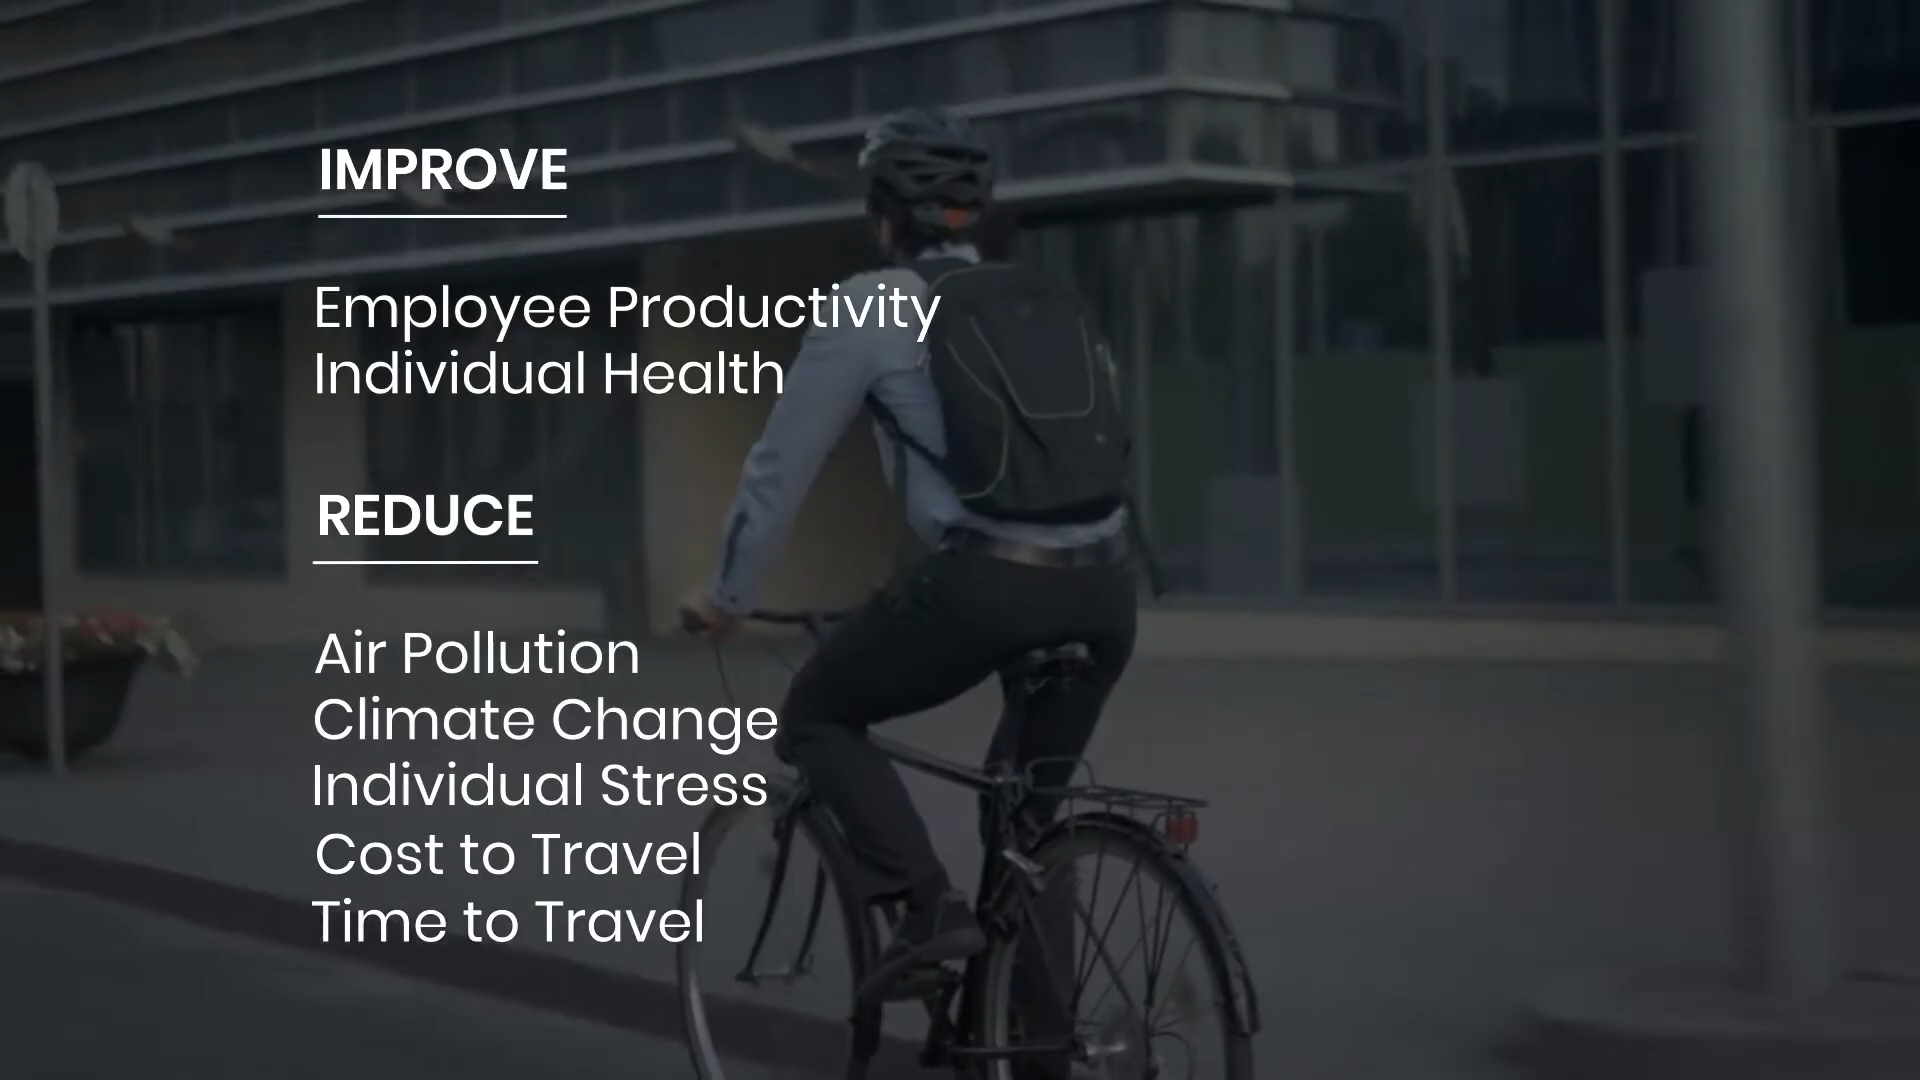 IMPROVE
Employee Productivity
Individual Health
REDUCE
Air Pollution
Climate Change
Individual Stress
Cost to Travel
Time to Travel